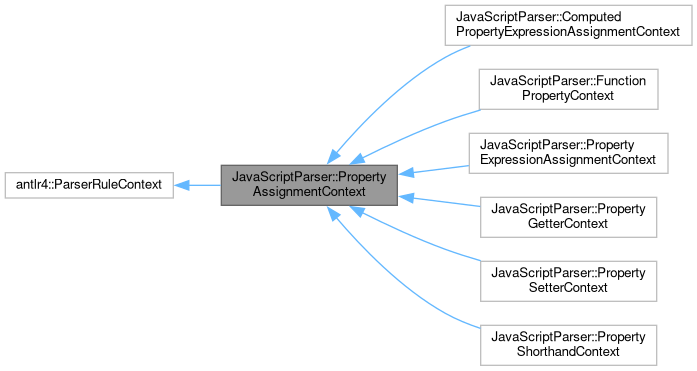 JavaScriptParser::Computed
PropertyExpressionAssignmentContext
JavaScriptParser::Function
PropertyContext
JavaScriptParser::Property
ExpressionAssignmentContext
antlr4::ParserRuleContext
JavaScriptParser::Property
AssignmentContext
JavaScriptParser::Property
GetterContext
JavaScriptParser::Property
SetterContext
JavaScriptParser::Property
ShorthandContext